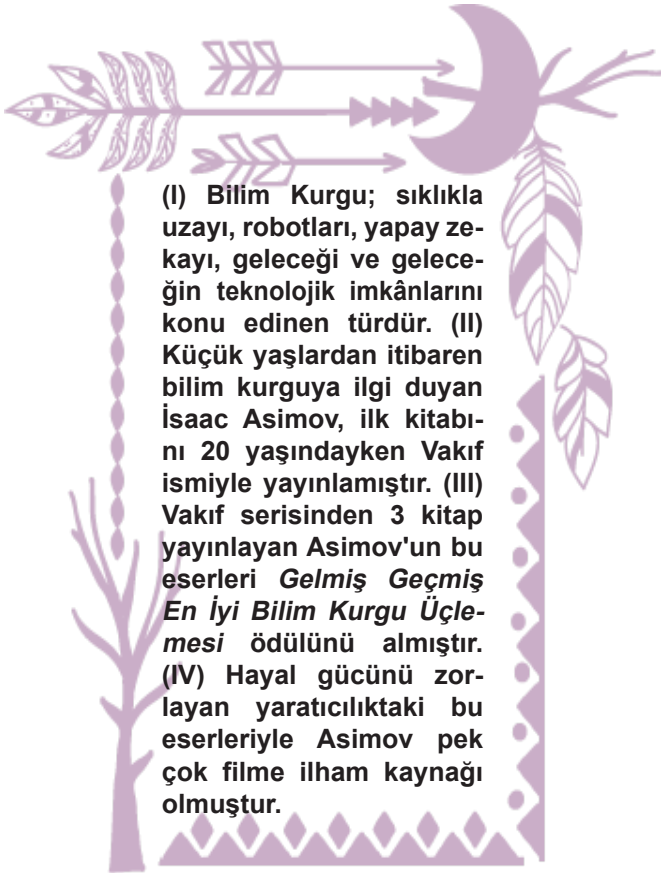 (I) Bilim Kurgu; sıklıkla
uzayı, robotları, yapay ze-
kayı, geleceği ve gelece-
ğin teknolojik imkânlarını
konu edinen türdür. (II)
Küçük yaşlardan itibaren
bilim kurguya ilgi duyan
İsaac Asimov, ilk kitabı-
nı 20 yaşındayken Vakıf
ismiyle yayınlamıştır. (III)
Vakıf serisinden 3 kitap
yayınlayan Asimov'un bu
eserleri Gelmiş Geçmiş
En İyi Bilim Kurgu Üçle-
mesi ödülünü almıştır.
(IV) Hayal gücünü zor-
layan yaratıcılıktaki bu
eserleriyle Asimov pek
çok filme ilham kaynağı
olmuştur.